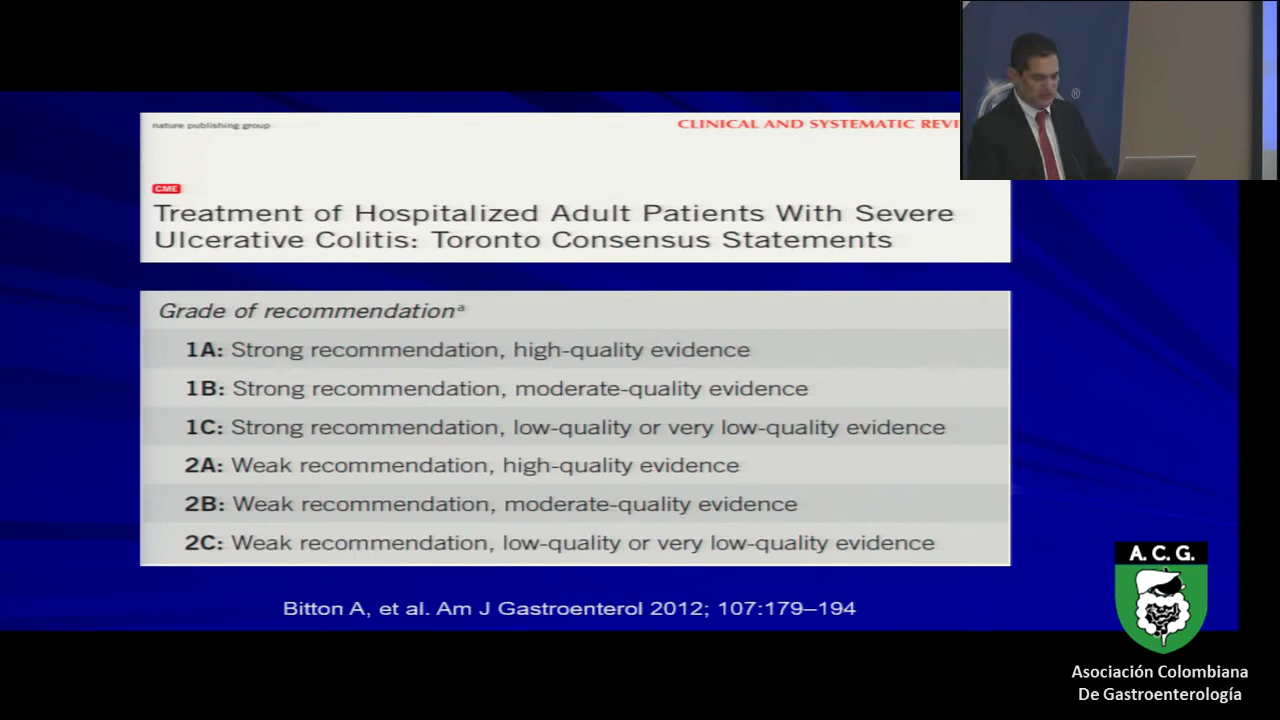 nature publishing group
CLINICAL AND SYSTEMATIC REVI
CME
Treatment of Hospitalized Adult Patients With Severe
Ulcerative Colitis: Toronto Consensus Statements
Grade of recommendationᵃ
1A: Strong recommendation, high-quality evidence
1B: Strong recommendation, moderate-quality evidence
1C: Strong recommendation, low-quality or very low-quality evidence
2A: Weak recommendation, high-quality evidence
2B: Weak recommendation, moderate-quality evidence
2C: Weak recommendation, low-quality or very low-quality evidence
Bitton A, et al. Am J Gastroenterol 2012; 107:179–194
®
A. C. G.
Asociación Colombiana
De Gastroenterología